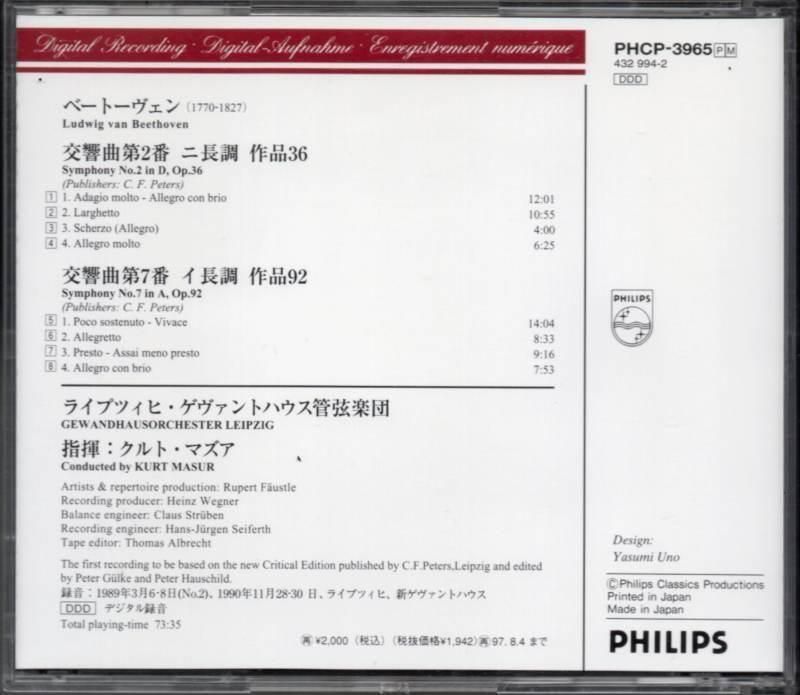 Digital Recording · Digital-Aufnahme · Enregistrement numérique
PHCP-3965 PM
432 994-2
DDD
ベートーヴェン (1770-1827)
Ludwig van Beethoven
交響曲第2番 ニ長調 作品36
Symphony No.2 in D, Op.36
(Publishers: C. F. Peters)
1 1. Adagio molto - Allegro con brio 12:01
2 2. Larghetto 10:55
3 3. Scherzo (Allegro) 4:00
4 4. Allegro molto 6:25
交響曲第7番 イ長調 作品92
Symphony No.7 in A, Op.92
(Publishers: C. F. Peters)
5 1. Poco sostenuto - Vivace 14:04
6 2. Allegretto 8:33
7 3. Presto - Assai meno presto 9:16
8 4. Allegro con brio 7:53
ライプツィヒ・ゲヴァントハウス管弦楽団
GEWANDHAUSORCHESTER LEIPZIG
指揮：クルト・マズア
Conducted by KURT MASUR
Artists & repertoire production: Rupert Fäustle
Recording producer: Heinz Wegner
Balance engineer: Claus Strüben
Recording engineer: Hans-Jürgen Seiferth
Tape editor: Thomas Albrecht
The first recording to be based on the new Critical Edition published by C.F.Peters,Leipzig and edited
by Peter Gülke and Peter Hauschild.
録音：1989年3月6·8日(No.2)、1990年11月28·30 日、ライプツィヒ、新ゲヴァントハウス
DDD デジタル録音
Total playing-time 73:35
再 ¥2,000（税込）（税抜価格¥1,942）再 97. 8. 4 まで
PHILIPS
Design:
Yasumi Uno
ⓒPhilips Classics Productions
Printed in Japan
Made in Japan
PHILIPS